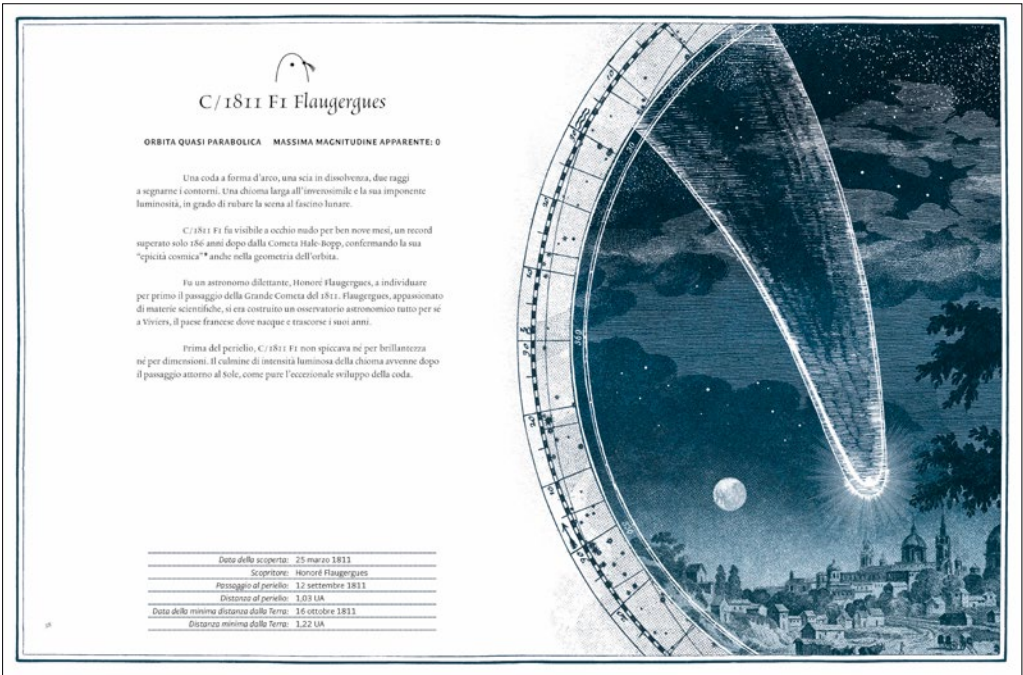 C/1811 F1 Flaugergues
ORBITA QUASI PARABOLICA MASSIMA MAGNITUDINE APPARENTE: 0
Una coda a forma d'arco, una scia in dissolvenza, due raggi
a segnarne i contorni. Una chioma larga all'inverosimile e la sua imponente
luminosità, in grado di rubare la scena al fascino lunare.
C/1811 F1 fu visibile a occhio nudo per ben nove mesi, un record
superato solo 186 anni dopo dalla Cometa Hale-Bopp, confermando la sua
"epicità cosmica" anche nella geometria dell'orbita.
Fu un astronomo dilettante, Honoré Flaugergues, a individuare
per primo il passaggio della Grande Cometa del 1811. Flaugergues, appassionato
di materie scientifiche, si era costruito un osservatorio astronomico tutto per sé
a Viviers, il paese francese dove nacque e trascorse i suoi anni.
Prima del perielio, C/1811 F1 non spiccava né per brillantezza
né per dimensioni. Il culmine di intensità luminosa della chioma avvenne dopo
il passaggio attorno al Sole, come pure l'eccezionale sviluppo della coda.
Data della scoperta: 25 marzo 1811
Scopritore: Honoré Flaugergues
Passaggio al perielio: 12 settembre 1811
Distanza al perielio: 1,03 UA
Data della minima distanza dalla Terra: 16 ottobre 1811
Distanza minima dalla Terra: 1,22 UA
360